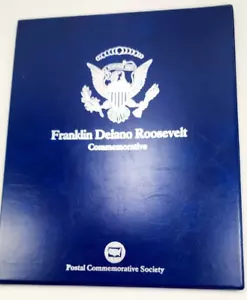 Franklin Delano Roosevelt
Commemorative
Postal Commemorative Society